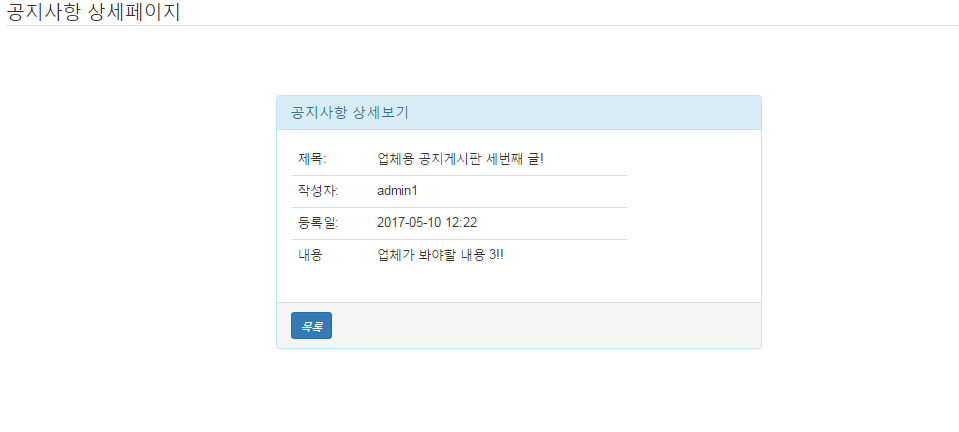 공지사항 상세페이지
공지사항 상세보기
제목: 업체용 공지게시판 세번째 글!
작성자: admin1
등록일: 2017-05-10 12:22
내용 업체가 봐야할 내용 3!!
목록